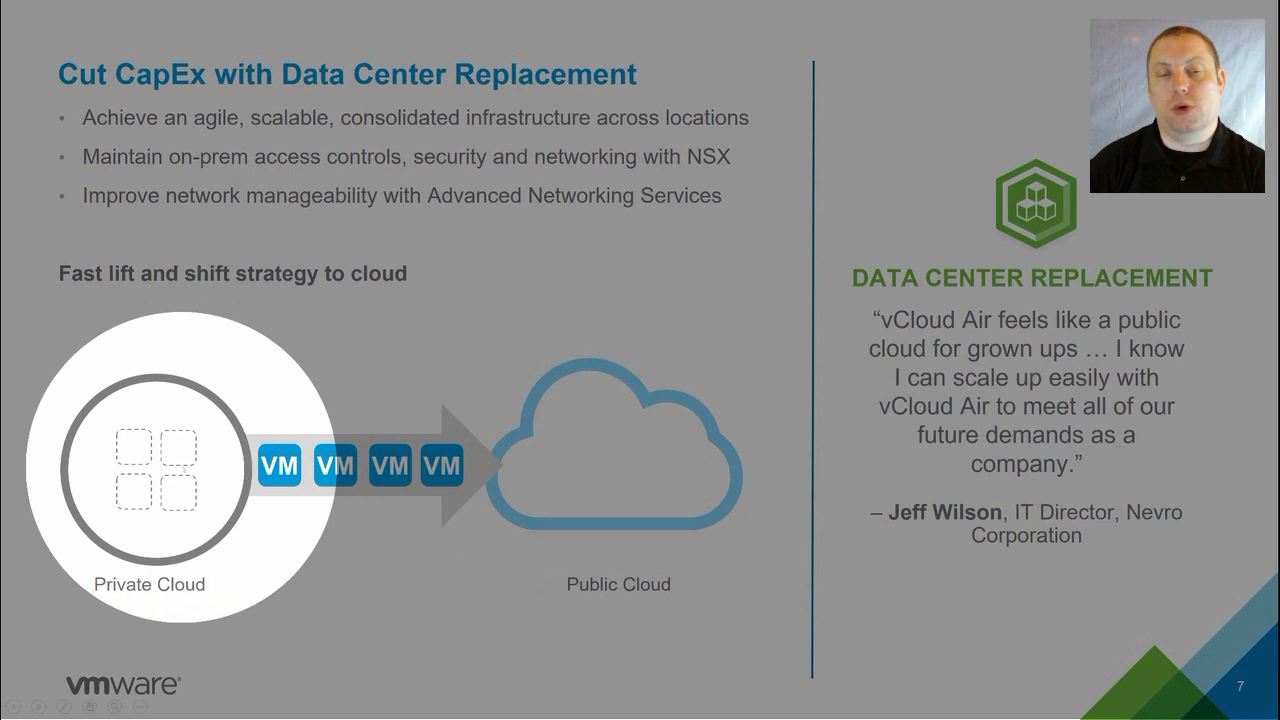 Cut CapEx with Data Center Replacement
• Achieve an agile, scalable, consolidated infrastructure across locations
• Maintain on-prem access controls, security and networking with NSX
• Improve network manageability with Advanced Networking Services
Fast lift and shift strategy to cloud
VM VM VM VM
Private Cloud
Public Cloud
DATA CENTER REPLACEMENT
“vCloud Air feels like a public
cloud for grown ups … I know
I can scale up easily with
vCloud Air to meet all of our
future demands as a
company.”
– Jeff Wilson, IT Director, Nevro
Corporation
vmware®
7